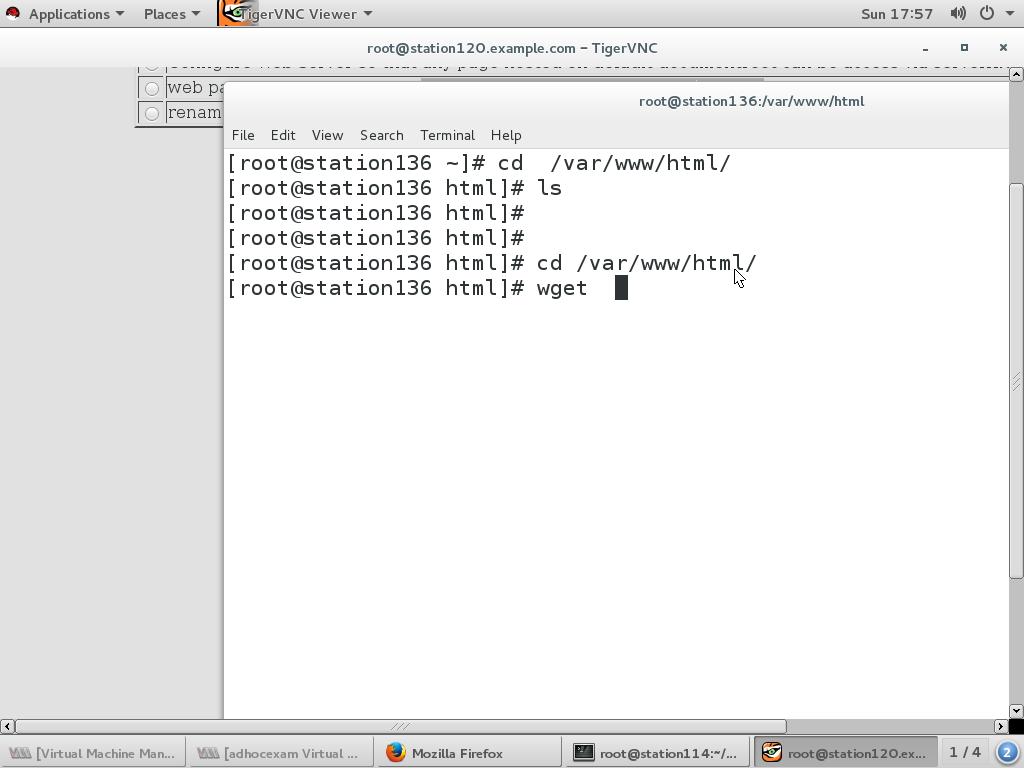 Applications Places TigerVNC Viewer Sun 17:57
root@station120.example.com – TigerVNC
web pa
renam
root@station136:/var/www/html
File Edit View Search Terminal Help
[root@station136 ~]# cd  /var/www/html/
[root@station136 html]# ls
[root@station136 html]#
[root@station136 html]#
[root@station136 html]# cd /var/www/html/
[root@station136 html]# wget
[Virtual Machine Man... [adhocexam Virtual ... Mozilla Firefox root@station114:~/... root@station120.ex... 1 / 4 2